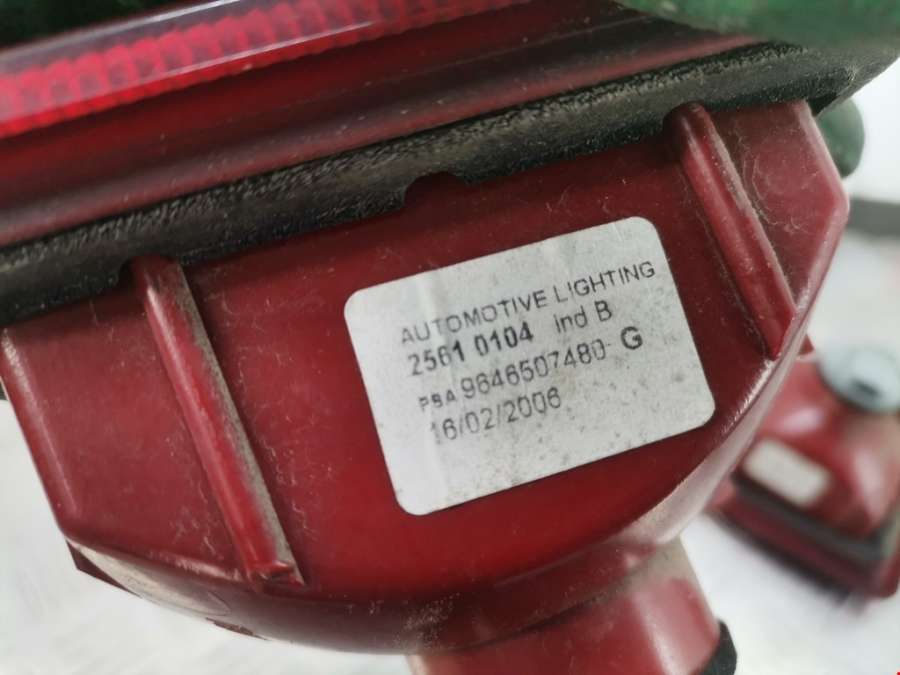 AUTOMOTIVE LIGHTING
2561 0104 Ind B
PSA 9646507480 G
16/02/2006